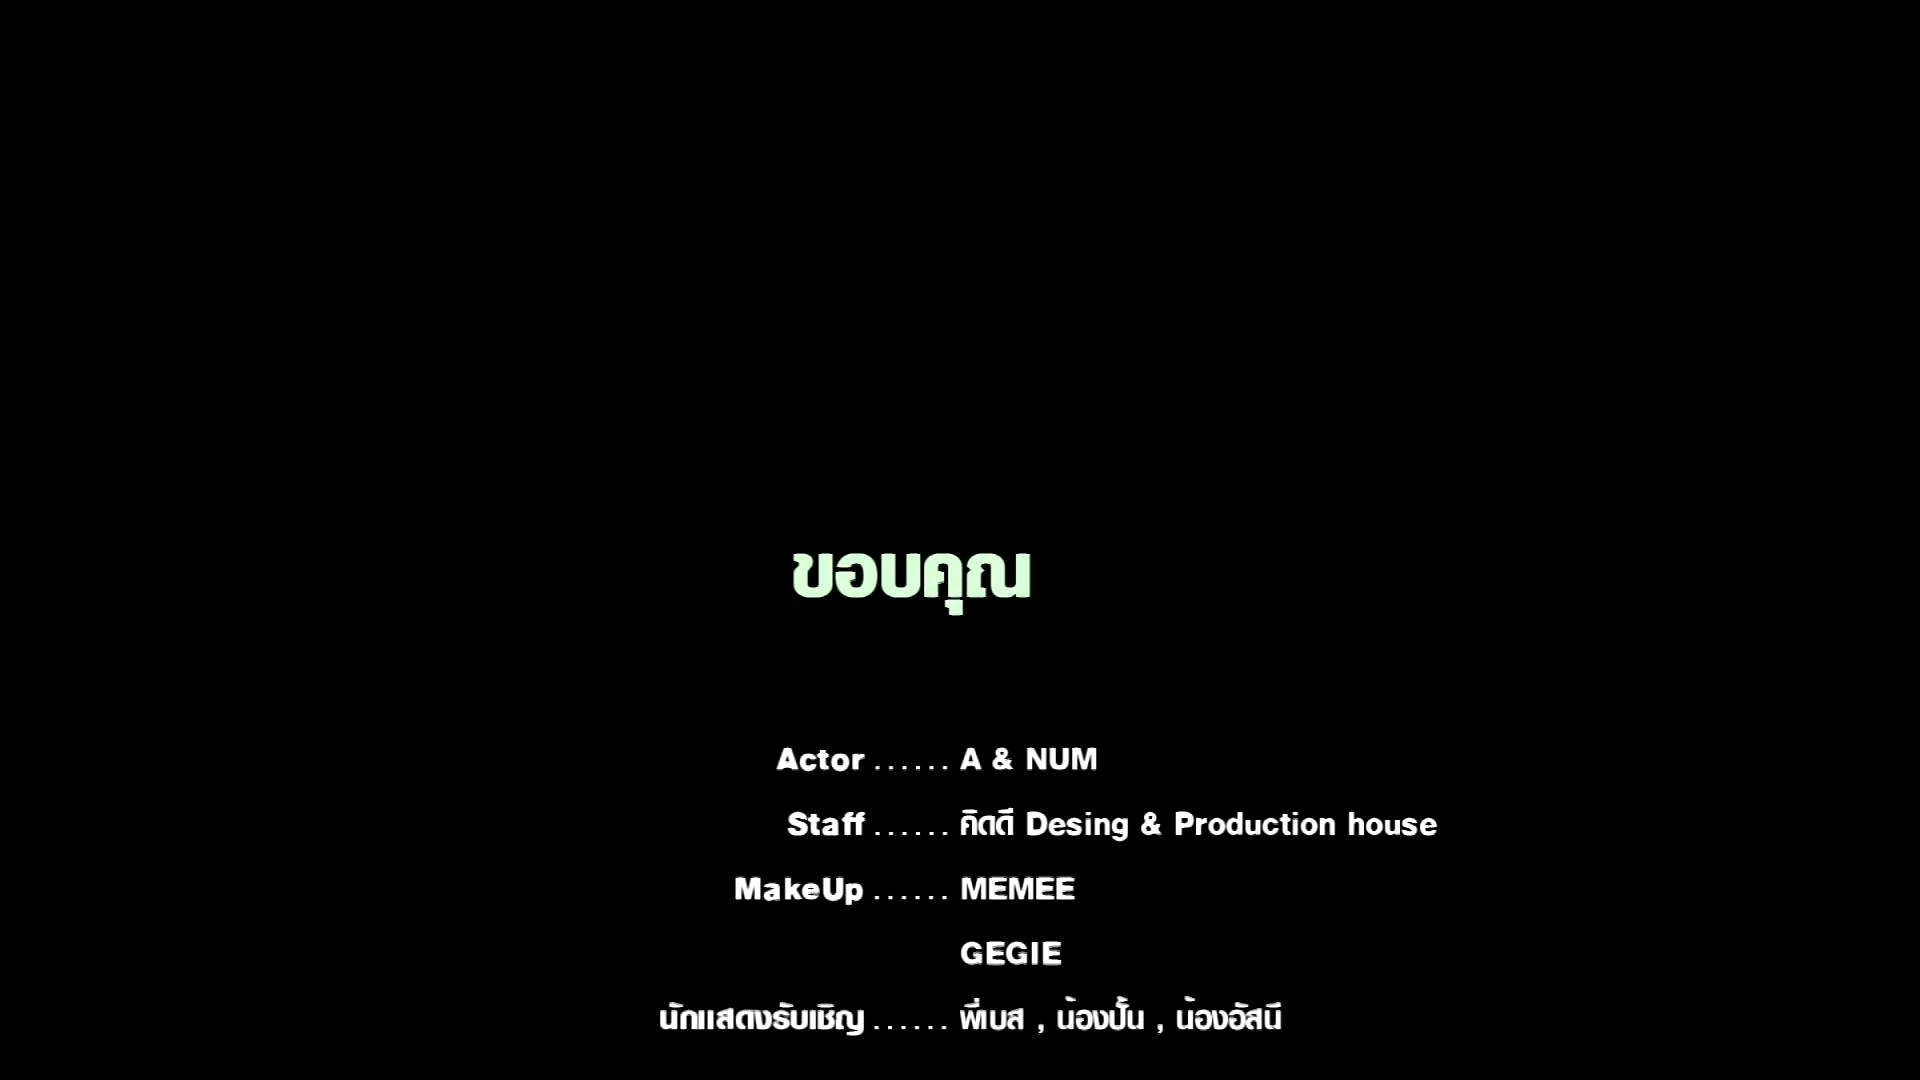 ขอบคุณ
Actor ...... A & NUM
Staff ...... คิดดี Desing & Production house
MakeUp ...... MEMEE
GEGIE
นักแสดงรับเชิญ ...... พี่เบส , น้องปั้น , น้องอัสนี